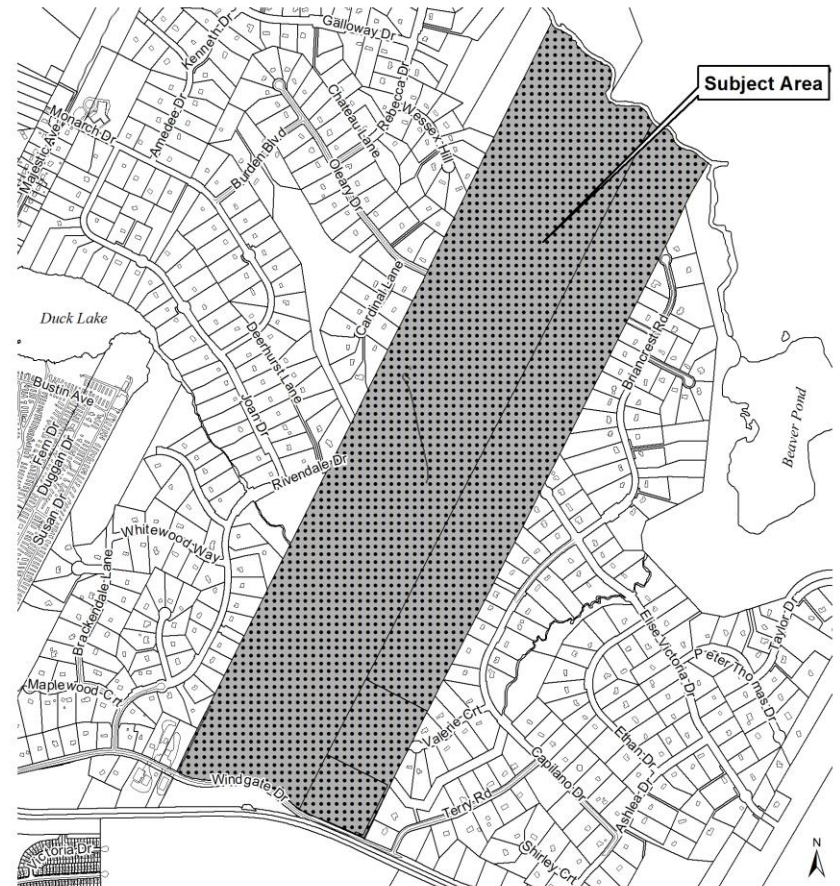 Galloway Dr
Kenneth Dr
Subject Area
Rebecca Dr
Chateau Lane
Amedee Dr
Wessex Hill
Monarch Dr
Majestic Ave
Burden Blvd
Oleary Dr
Cardinal Lane
Duck Lake
Briancrest Rd
Deerhurst Lane
Bustin Ave
Joan Dr
Fern Dr
Duggan Dr
Beaver Pond
Rivendale Dr
Susan Dr
Whitewood Way
Brackendale Lane
Elise Victoria Dr
Taylor Dr
Peter Thomas Dr
Maplewood Crt
Valerie Crt
Ethan Dr
Capilano Dr
Windgate Dr
Terry Rd
Ashlea Dr
Shirley Crt
Victoria Dr
N